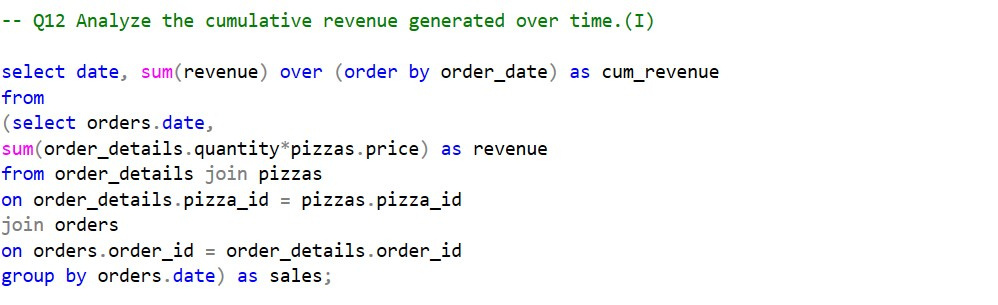 -- Q12 Analyze the cumulative revenue generated over time.(I)
select date, sum(revenue) over (order by order_date) as cum_revenue
from
(select orders.date,
sum(order_details.quantity*pizzas.price) as revenue
from order_details join pizzas
on order_details.pizza_id = pizzas.pizza_id
join orders
on orders.order_id = order_details.order_id
group by orders.date) as sales;